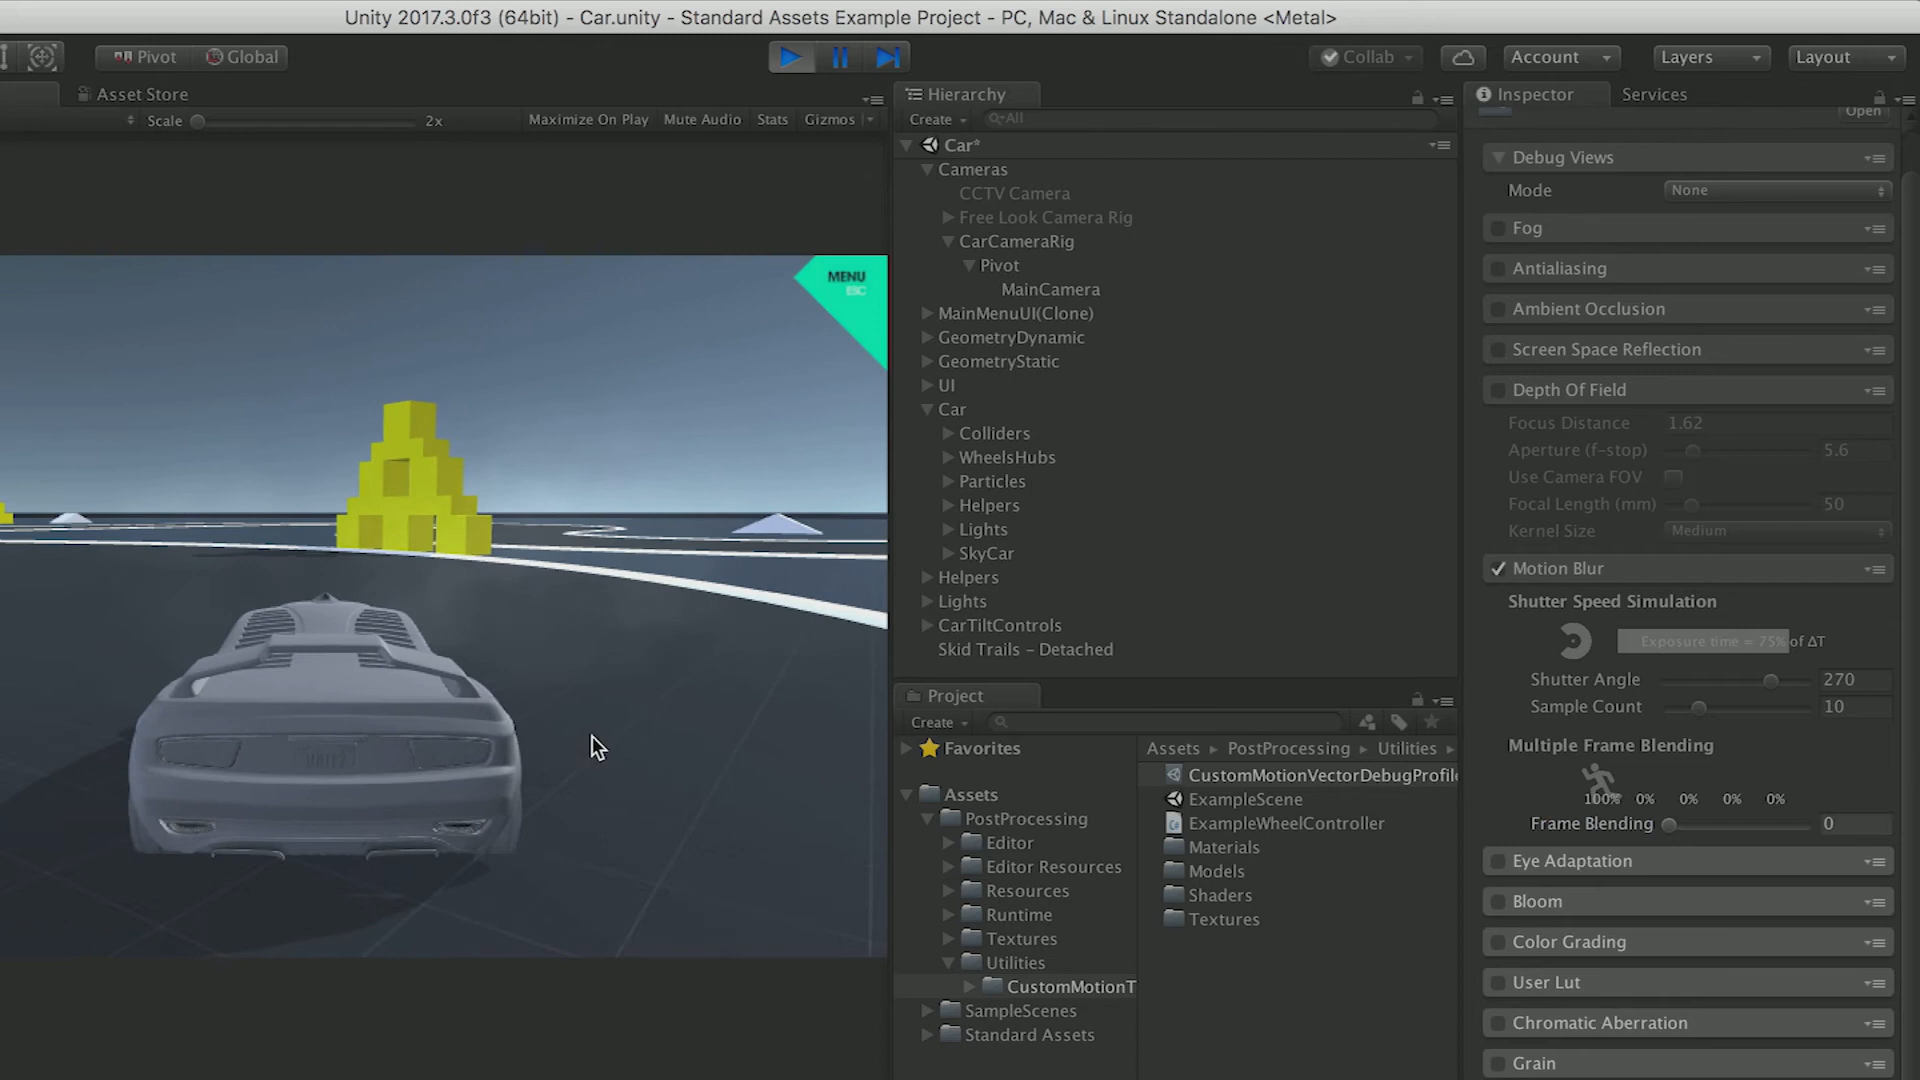 Unity 2017.3.0f3 (64bit) - Car.unity - Standard Assets Example Project - PC, Mac & Linux Standalone <Metal>
Pivot
Global
Collab
Account
Layers
Layout
Asset Store
Scale
2x
Maximize On Play
Mute Audio
Stats
Gizmos
MENU
ESC
Hierarchy
Create
All
Car*
Cameras
CCTV Camera
Free Look Camera Rig
CarCameraRig
Pivot
MainCamera
MainMenuUI(Clone)
GeometryDynamic
GeometryStatic
UI
Car
Colliders
WheelsHubs
Particles
Helpers
Lights
SkyCar
Helpers
Lights
CarTiltControls
Skid Trails - Detached
Project
Create
Favorites
Assets
PostProcessing
Editor
Editor Resources
Resources
Runtime
Textures
Utilities
CustomMotionT
SampleScenes
Standard Assets
Assets
PostProcessing
Utilities
CustomMotionVectorDebugProfile
ExampleScene
ExampleWheelController
Materials
Models
Shaders
Textures
Inspector
Services
Open
Debug Views
Mode
None
Fog
Antialiasing
Ambient Occlusion
Screen Space Reflection
Depth Of Field
Focus Distance
1.62
Aperture (f-stop)
5.6
Use Camera FOV
Focal Length (mm)
50
Kernel Size
Medium
Motion Blur
Shutter Speed Simulation
Exposure time = 75% of ΔT
Shutter Angle
270
Sample Count
10
Multiple Frame Blending
100% 0% 0% 0% 0%
Frame Blending
0
Eye Adaptation
Bloom
Color Grading
User Lut
Chromatic Aberration
Grain